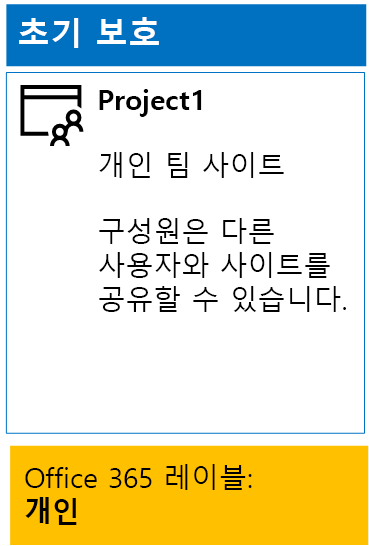 초기 보호
Project1
개인 팀 사이트
구성원은 다른
사용자와 사이트를
공유할 수 있습니다.
Office 365 레이블:
개인